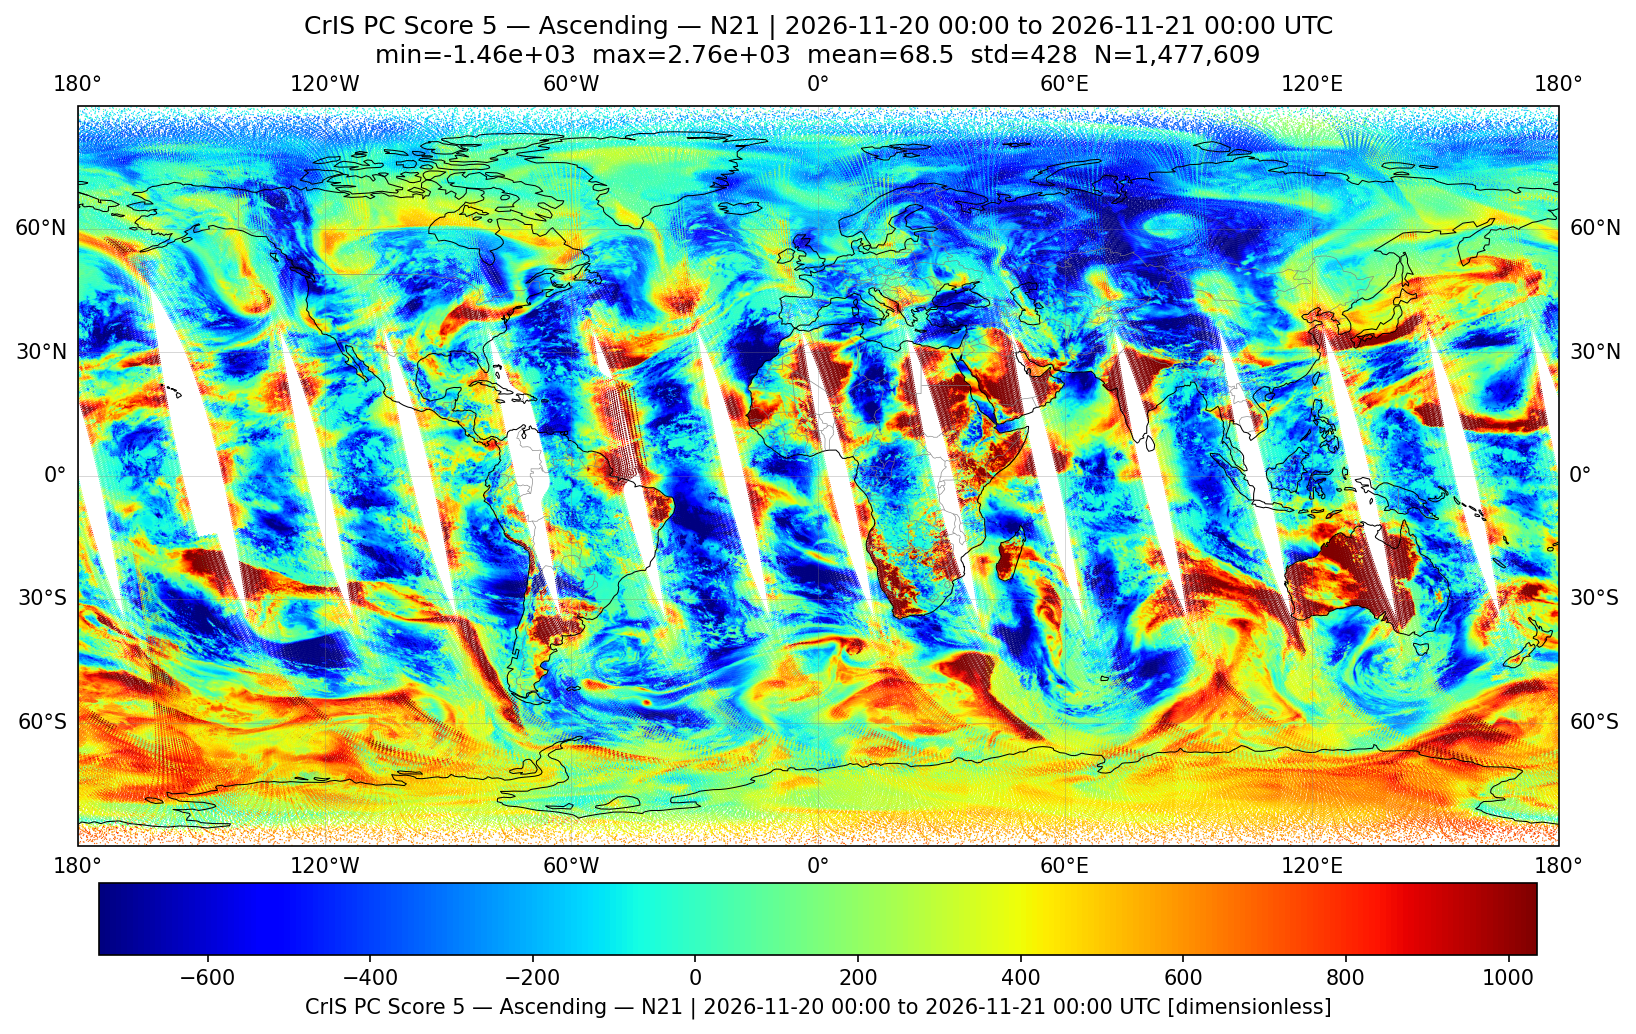 CrIS PC Score 5 — Ascending — N21 | 2026-11-20 00:00 to 2026-11-21 00:00 UTC
min=-1.46e+03 max=2.76e+03 mean=68.5 std=428 N=1,477,609
180° 120°W 60°W 0° 60°E 120°E 180°
60°N 60°N
30°N 30°N
0° 0°
30°S 30°S
60°S 60°S
180° 120°W 60°W 0° 60°E 120°E 180°
−600 −400 −200 0 200 400 600 800 1000
CrIS PC Score 5 — Ascending — N21 | 2026-11-20 00:00 to 2026-11-21 00:00 UTC [dimensionless]